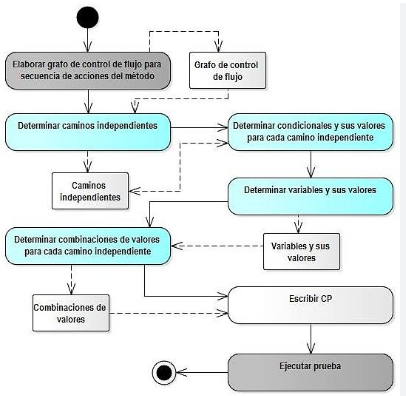 Elaborar grafo de control de flujo para
secuencia de acciones del método
Grafo de control
de flujo
Determinar caminos independientes
Determinar condicionales y sus valores
para cada camino independiente
Caminos
independientes
Determinar variables y sus valores
Determinar combinaciones de valores
para cada camino independiente
Variables y sus
valores
Combinaciones de
valores
Escribir CP
Ejecutar prueba